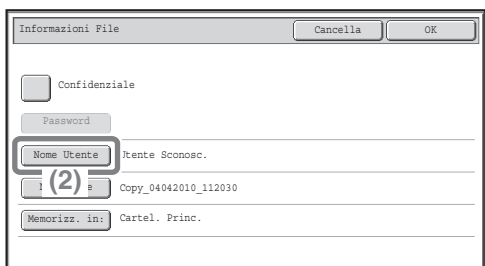 Informazioni File Cancella OK
Confidenziale
Password
Nome Utente Utente Sconosc.
(2) Copy_04042010_112030
Memorizz. in: Cartel. Princ.